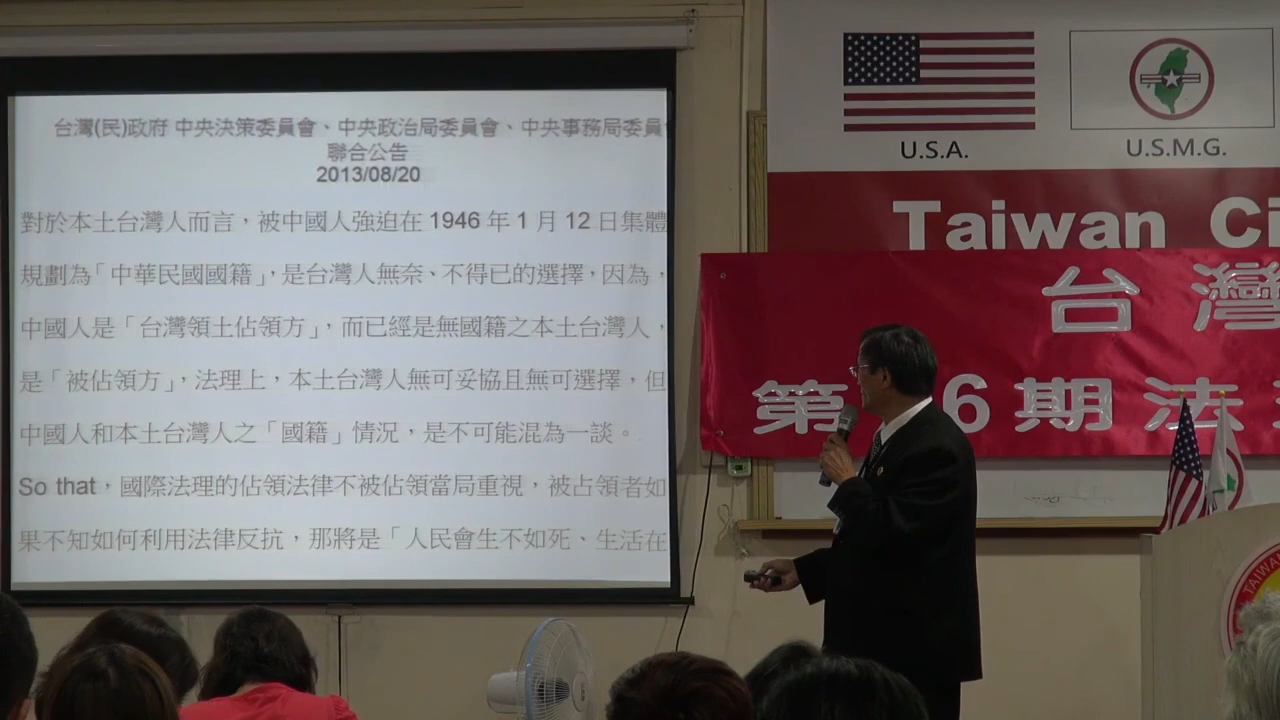 台灣(民)政府 中央決策委員會、中央政治局委員會、中央事務局委員會
聯合公告
2013/08/20
對於本土台灣人而言，被中國人強迫在 1946 年 1 月 12 日集體
規劃為「中華民國國籍」，是台灣人無奈、不得已的選擇，因為，
中國人是「台灣領土佔領方」，而已經是無國籍之本土台灣人，
是「被佔領方」，法理上，本土台灣人無可妥協且無可選擇，但
中國人和本土台灣人之「國籍」情況，是不可能混為一談。
So that，國際法理的佔領法律不被佔領當局重視，被占領者如
果不知如何利用法律反抗，那將是「人民會生不如死、生活在
U.S.A.
U.S.M.G.
Taiwan Ci
台 灣
第 6 期 法
TAIWA